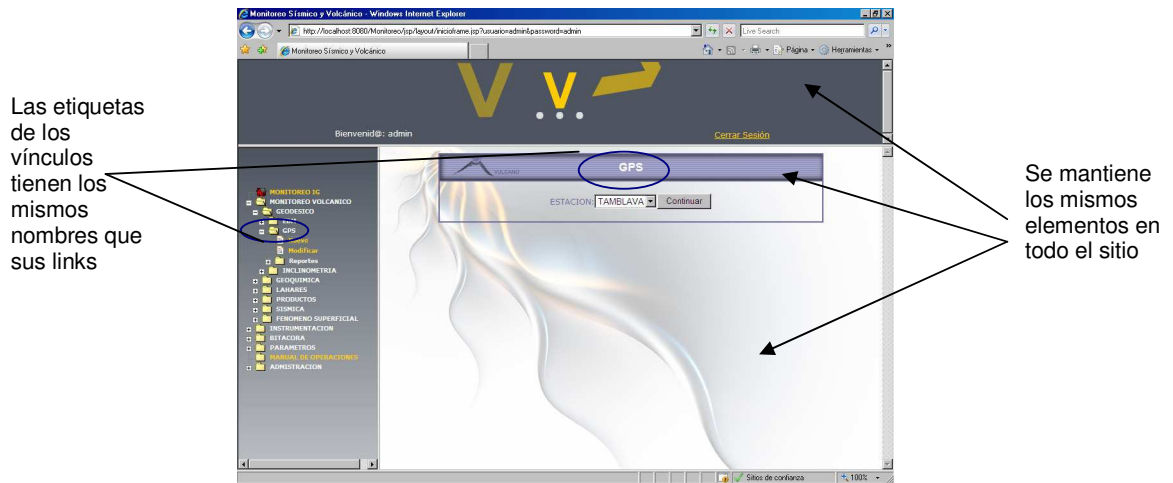 Monitoreo Sísmico y Volcánico - Windows Internet Explorer
http://localhost:8080/Monitoreo/jsp/layout/inicioframe.jsp?usuario=admin&password=admin
Live Search
Monitoreo Sísmico y Volcánico
Página
Herramientas
V V
Bienvenid@: admin
Cerrar Sesión
Las etiquetas
de los
vínculos
tienen los
mismos
nombres que
sus links
VULCANO
GPS
ESTACION: TAMBLAVA Continuar
MONITOREO IG
MONITOREO VOLCANICO
GEODESICO
GPS
Modificar
Reportes
INCLINOMETRIA
GEOQUIMICA
LAHARES
PRODUCTOS
SISMICA
FENOMENO SUPERFICIAL
INSTRUMENTACION
BITACORA
PARAMETROS
MANUAL DE OPERACIONES
ADMISTRACION
Se mantiene
los mismos
elementos en
todo el sitio
Sitios de confianza
100%